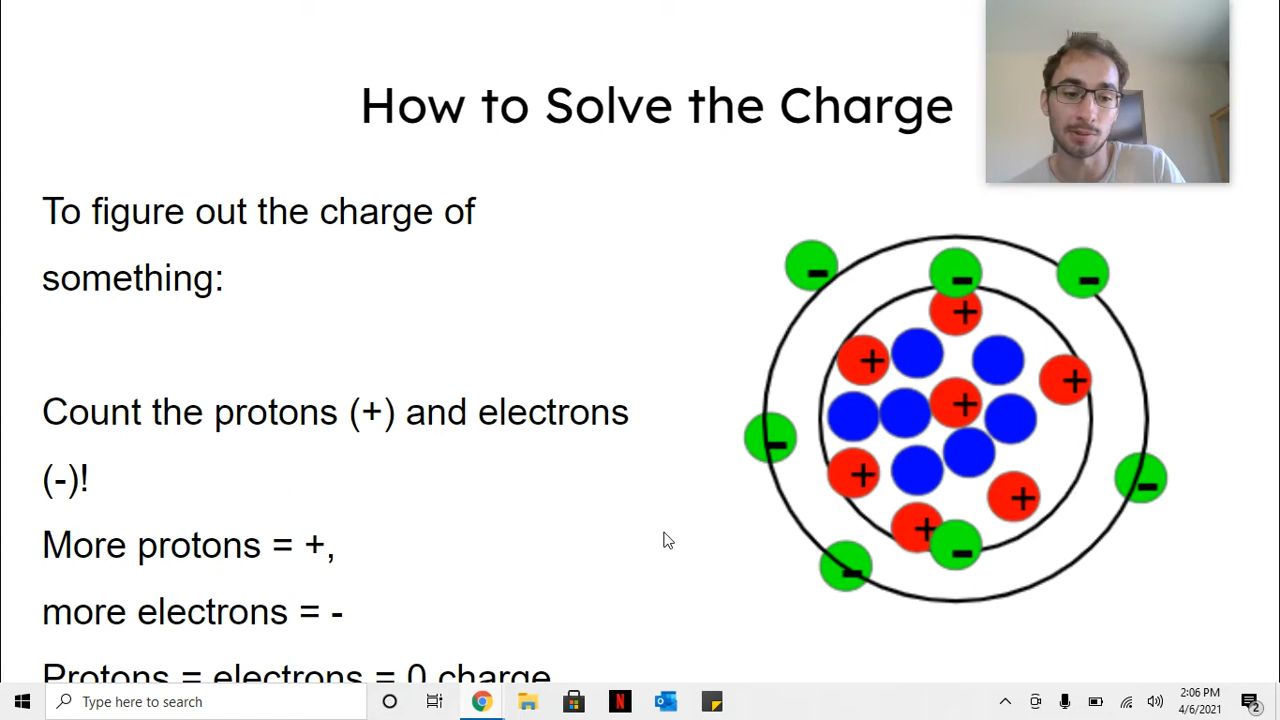 How to Solve the Charge
To figure out the charge of
something:
Count the protons (+) and electrons
(-)!
More protons = +,
more electrons = -
Protons = electrons = 0 charge
- - -
+
+
+
+
- -
+
+
+
- -
Type here to search
2:06 PM
4/6/2021
2